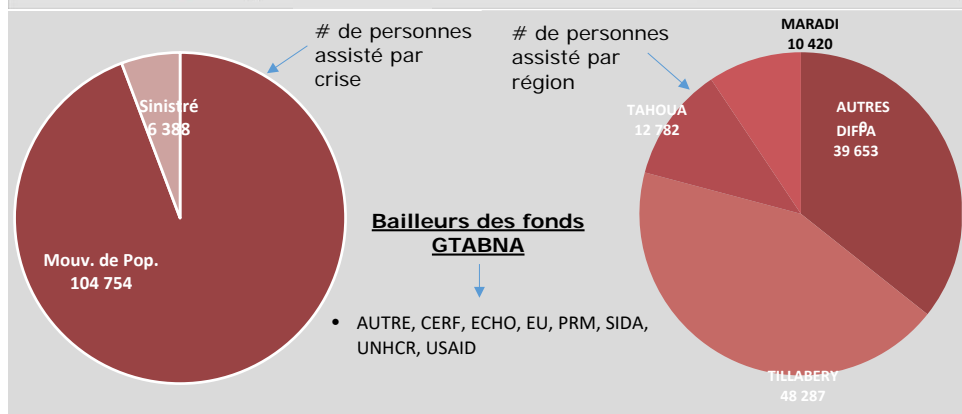 # de personnes
assisté par
crise
Sinistré
6 388
Mouv. de Pop.
104 754
Bailleurs des fonds
GTABNA
• AUTRE, CERF, ECHO, EU, PRM, SIDA,
UNHCR, USAID
# de personnes
assisté par
région
MARADI
10 420
TAHOUA
12 782
AUTRES
0
DIFFA
39 653
TILLABERY
48 287